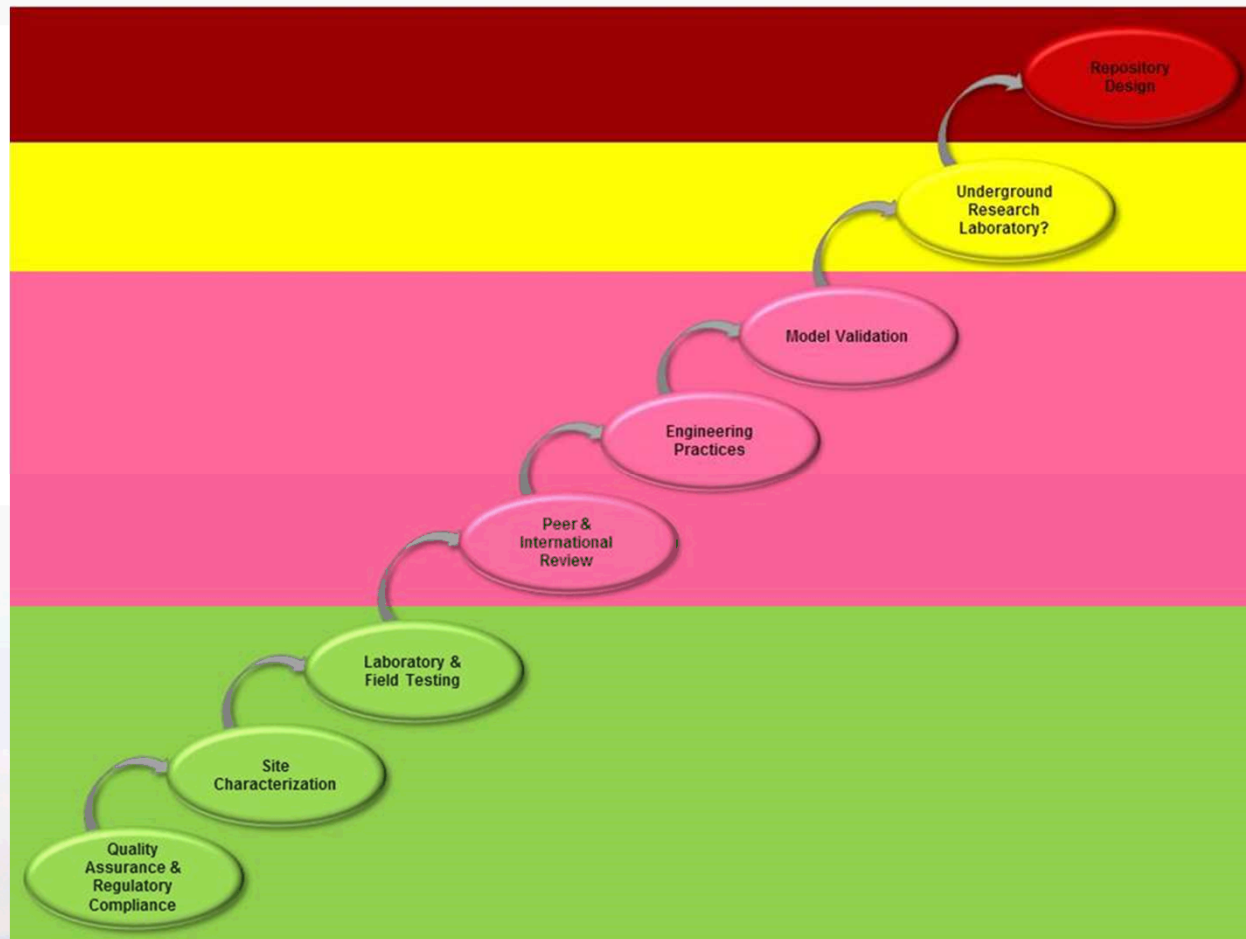 Repository
Design
Underground
Research
Laboratory?
Model Validation
Engineering
Practices
Peer &
International
Review
Laboratory &
Field Testing
Site
Characterization
Quality
Assurance &
Regulatory
Compliance